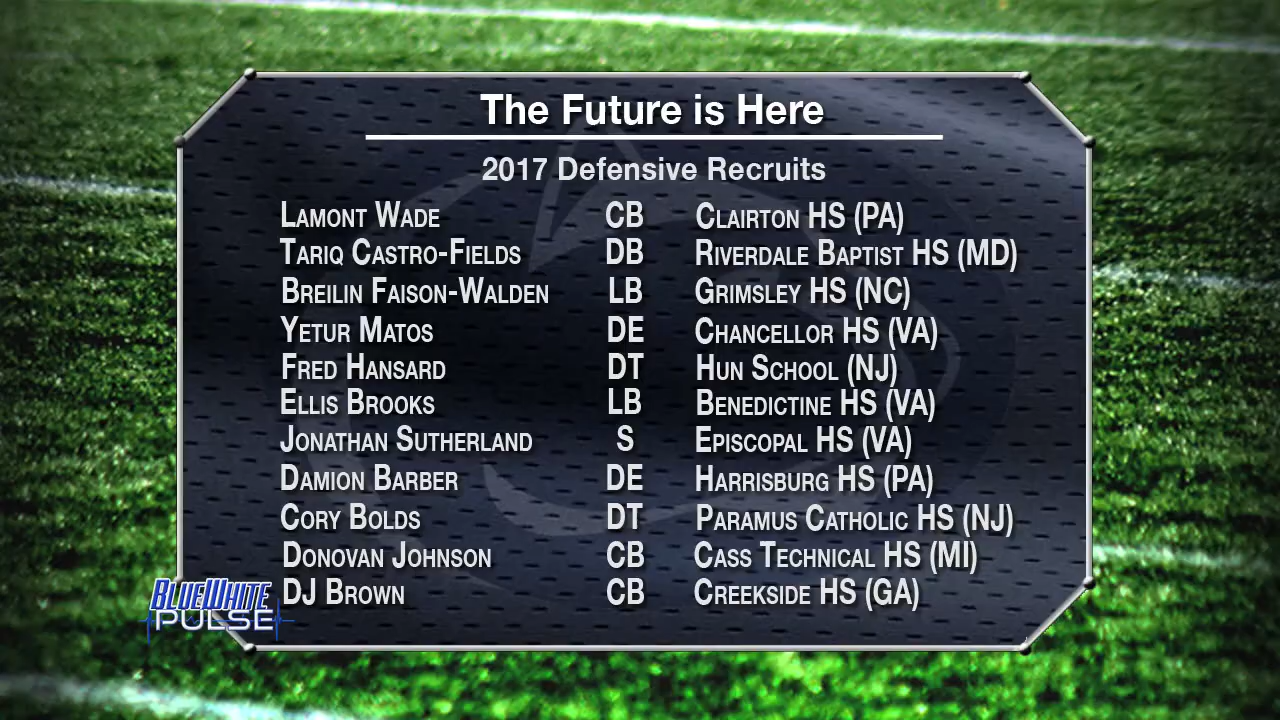 The Future is Here
2017 Defensive Recruits
LAMONT WADE CB CLAIRTON HS (PA)
TARIQ CASTRO-FIELDS DB RIVERDALE BAPTIST HS (MD)
BREILIN FAISON-WALDEN LB GRIMSLEY HS (NC)
YETUR MATOS DE CHANCELLOR HS (VA)
FRED HANSARD DT HUN SCHOOL (NJ)
ELLIS BROOKS LB BENEDICTINE HS (VA)
JONATHAN SUTHERLAND S EPISCOPAL HS (VA)
DAMION BARBER DE HARRISBURG HS (PA)
CORY BOLDS DT PARAMUS CATHOLIC HS (NJ)
DONOVAN JOHNSON CB CASS TECHNICAL HS (MI)
DJ BROWN CB CREEKSIDE HS (GA)
BLUEWHITE
PULSE